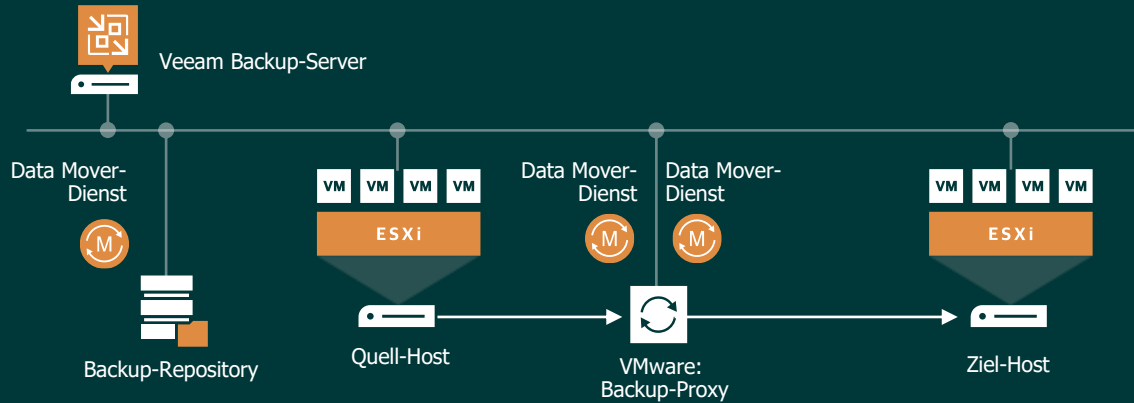 Veeam Backup-Server
Data Mover-
Dienst
M
Backup-Repository
VM VM VM VM
ESXi
Quell-Host
Data Mover-
Dienst
M
Data Mover-
Dienst
M
VMware:
Backup-Proxy
VM VM VM VM
ESXi
Ziel-Host